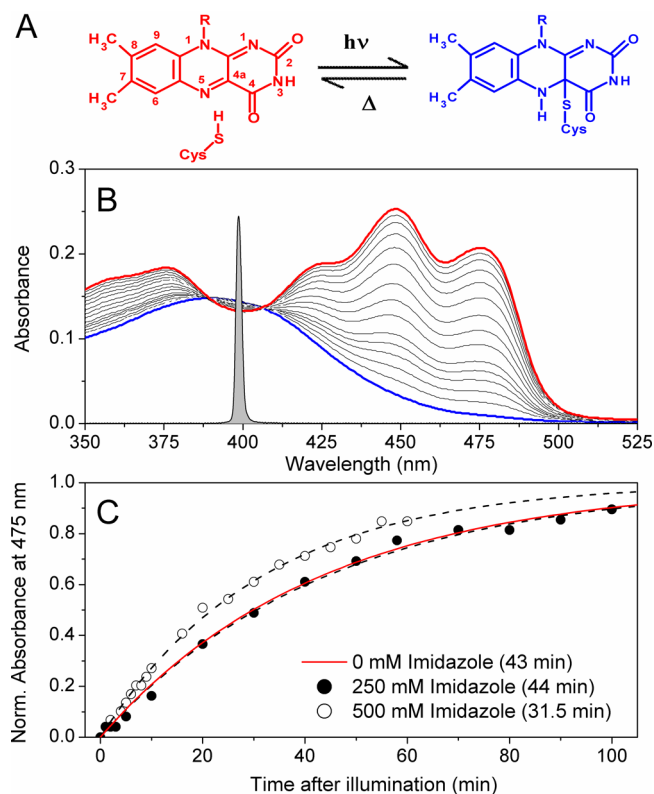 A
R
R
H₃C
9
1
1
N
N
O
8
2
7
NH
3
H₃C
6
5
N
4a
4
O
H
S
Cys
hν
Δ
H₃C
H₃C
N
N
O
NH
N
H
S
O
Cys
B
0.3
0.2
0.1
0.0
Absorbance
350 375 400 425 450 475 500 525
Wavelength (nm)
C
1.0
0.8
0.6
0.4
0.2
0.0
Norm. Absorbance at 475 nm
0 mM Imidazole (43 min)
250 mM Imidazole (44 min)
500 mM Imidazole (31.5 min)
0 20 40 60 80 100
Time after illumination (min)